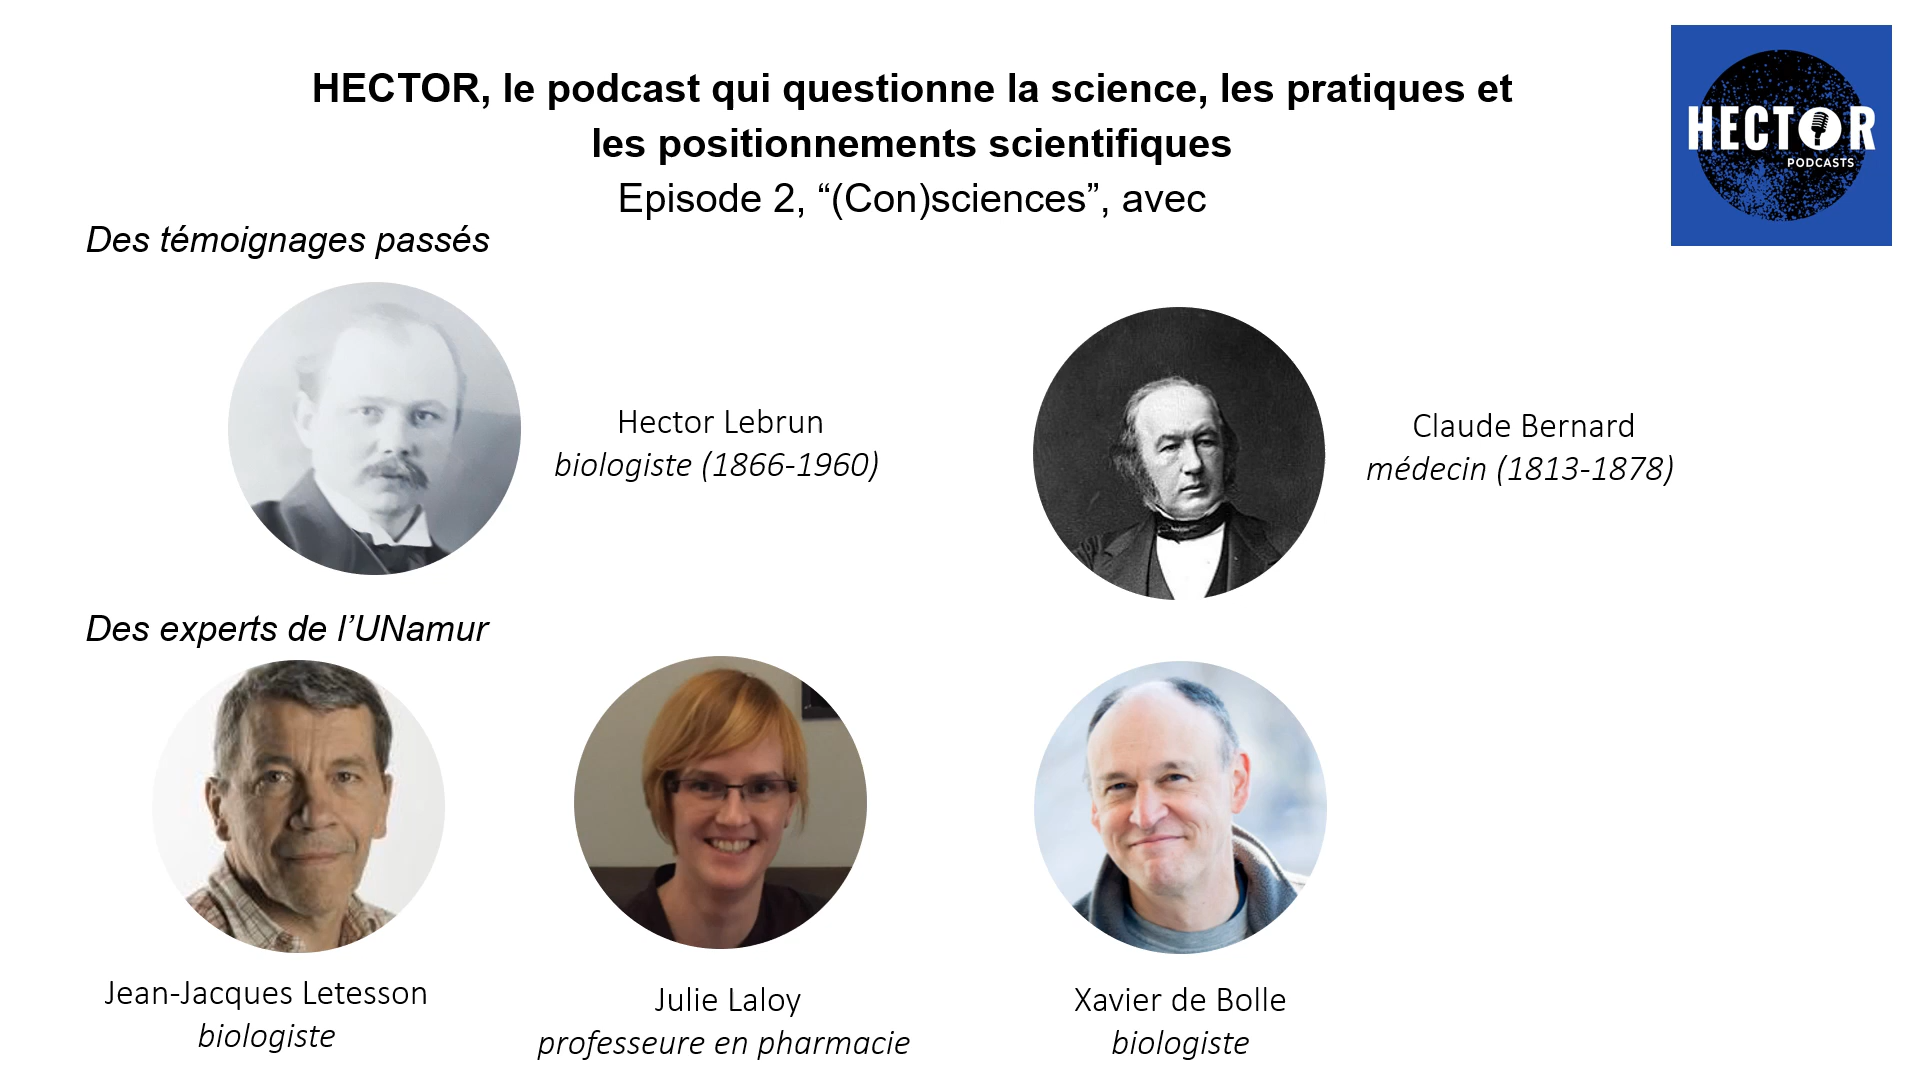 HECTOR, le podcast qui questionne la science, les pratiques et
les positionnements scientifiques
Episode 2, “(Con)sciences”, avec
HECTOR
PODCASTS
Des témoignages passés
Hector Lebrun
biologiste (1866-1960)
Claude Bernard
médecin (1813-1878)
Des experts de l’UNamur
Jean-Jacques Letesson
biologiste
Julie Laloy
professeure en pharmacie
Xavier de Bolle
biologiste